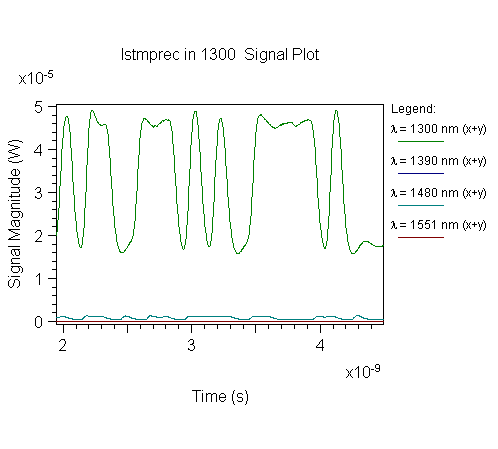 lstmprec in 1300 Signal Plot
x10-5
5
4
3
2
1
0
Signal Magnitude (W)
2
3
4
x10-9
Time (s)
Legend:
λ = 1300 nm (x+y)
λ = 1390 nm (x+y)
λ = 1480 nm (x+y)
λ = 1551 nm (x+y)